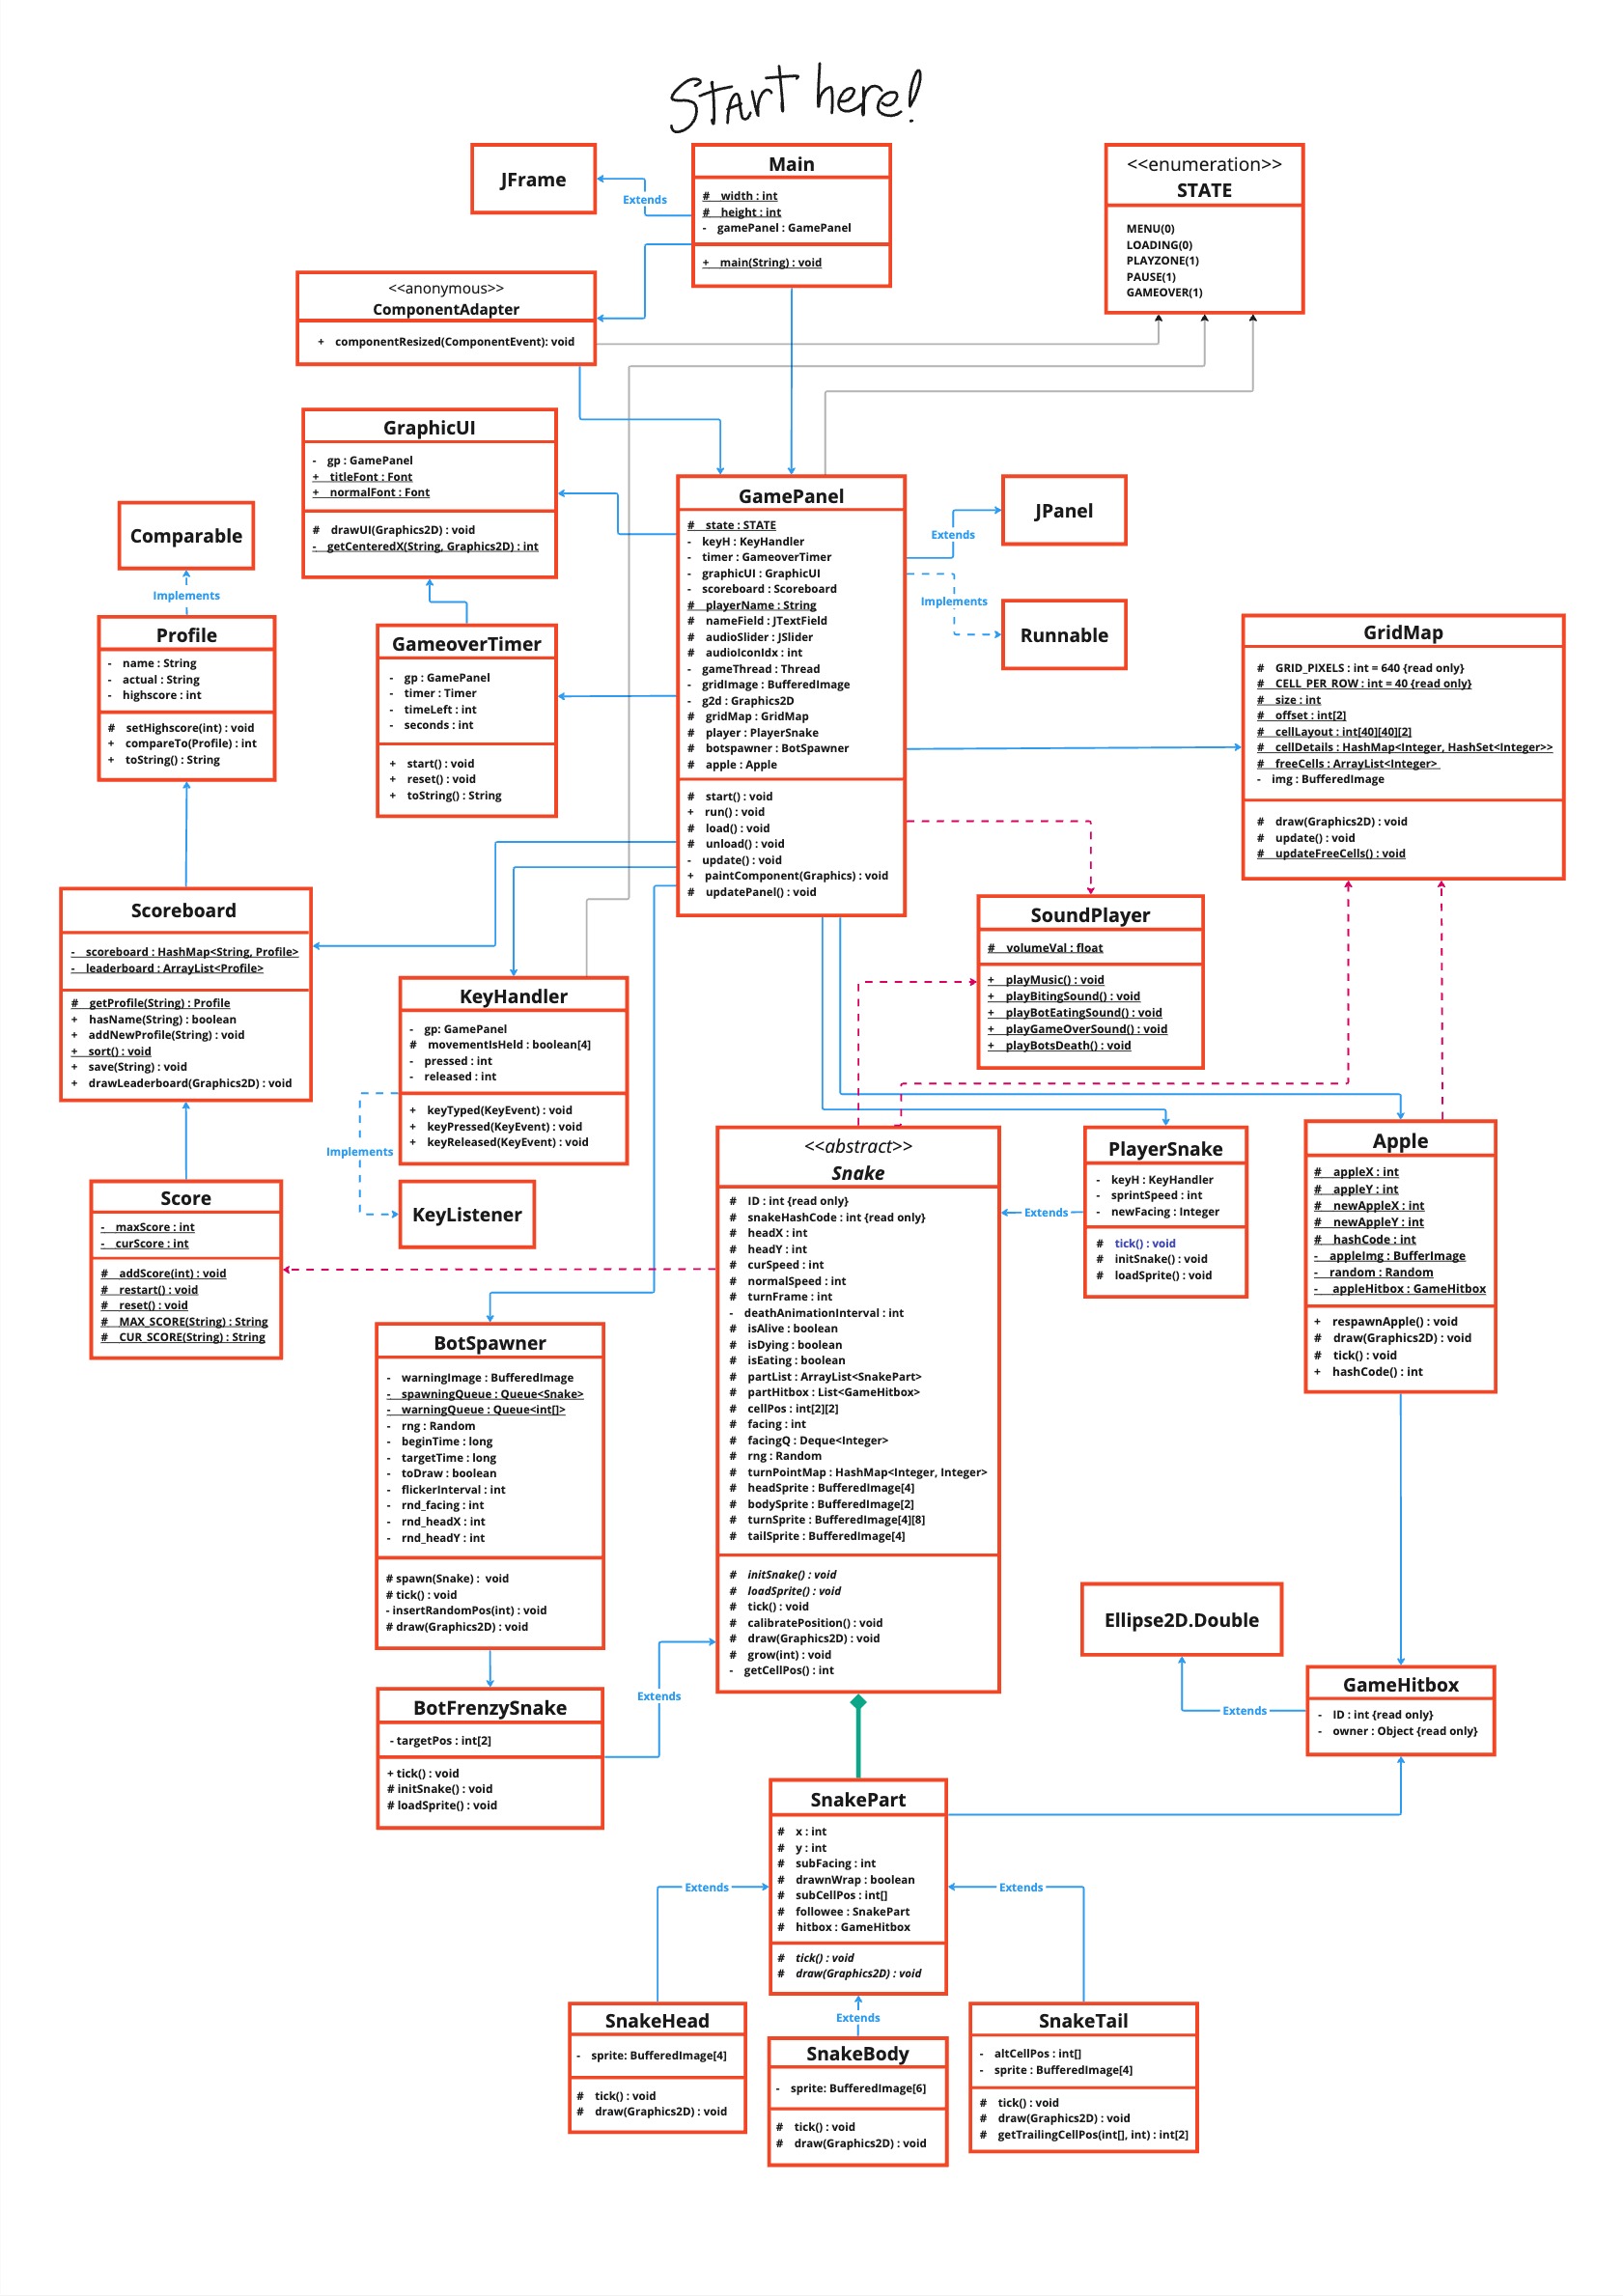 Start here!
JFrame
Extends
Main
# width : int
# height : int
- gamePanel : GamePanel
+ main(String) : void
<<enumeration>>
STATE
MENU(0)
LOADING(0)
PLAYZONE(1)
PAUSE(1)
GAMEOVER(1)
<<anonymous>>
ComponentAdapter
+ componentResized(ComponentEvent): void
GraphicUI
- gp : GamePanel
+ titleFont : Font
+ normalFont : Font
# drawUI(Graphics2D) : void
- getCenteredX(String, Graphics2D) : int
Comparable
Implements
Profile
- name : String
- actual : String
- highscore : int
# setHighscore(int) : void
+ compareTo(Profile) : int
+ toString() : String
GameoverTimer
- gp : GamePanel
- timer : Timer
- timeLeft : int
- seconds : int
+ start() : void
+ reset() : void
+ toString() : String
GamePanel
# state : STATE
- keyH : KeyHandler
- timer : GameoverTimer
- graphicUI : GraphicUI
- scoreboard : Scoreboard
# playerName : String
# nameField : JTextField
# audioSlider : JSlider
# audioIconIdx : int
- gameThread : Thread
- gridImage : BufferedImage
- g2d : Graphics2D
# gridMap : GridMap
# player : PlayerSnake
# botspawner : BotSpawner
# apple : Apple
# start() : void
+ run() : void
# load() : void
# unload() : void
- update() : void
+ paintComponent(Graphics) : void
# updatePanel() : void
Extends
JPanel
Implements
Runnable
GridMap
# GRID_PIXELS : int = 640 {read only}
# CELL_PER_ROW : int = 40 {read only}
# size : int
# offset : int[2]
# cellLayout : int[40][40][2]
# cellDetails : HashMap<Integer, HashSet<Integer>>
# freeCells : ArrayList<Integer>
- img : BufferedImage
# draw(Graphics2D) : void
# update() : void
# updateFreeCells() : void
Scoreboard
- scoreboard : HashMap<String, Profile>
- leaderboard : ArrayList<Profile>
# getProfile(String) : Profile
+ hasName(String) : boolean
+ addNewProfile(String) : void
+ sort() : void
+ save(String) : void
+ drawLeaderboard(Graphics2D) : void
KeyHandler
- gp: GamePanel
# movementIsHeld : boolean[4]
- pressed : int
- released : int
+ keyTyped(KeyEvent) : void
+ keyPressed(KeyEvent) : void
+ keyReleased(KeyEvent) : void
Implements
KeyListener
SoundPlayer
# volumeVal : float
+ playMusic() : void
+ playBitingSound() : void
+ playBotEatingSound() : void
+ playGameOverSound() : void
+ playBotsDeath() : void
Score
- maxScore : int
- curScore : int
# addScore(int) : void
# restart() : void
# reset() : void
# MAX_SCORE(String) : String
# CUR_SCORE(String) : String
<<abstract>>
Snake
# ID : int {read only}
# snakeHashCode : int {read only}
# headX : int
# headY : int
# curSpeed : int
# normalSpeed : int
# turnFrame : int
- deathAnimationInterval : int
# isAlive : boolean
# isDying : boolean
# isEating : boolean
# partList : ArrayList<SnakePart>
# partHitbox : List<GameHitbox>
# cellPos : int[2][2]
# facing : int
# facingQ : Deque<Integer>
# rng : Random
# turnPointMap : HashMap<Integer, Integer>
# headSprite : BufferedImage[4]
# bodySprite : BufferedImage[2]
# turnSprite : BufferedImage[4][8]
# tailSprite : BufferedImage[4]
# initSnake() : void
# loadSprite() : void
# tick() : void
# calibratePosition() : void
# draw(Graphics2D) : void
# grow(int) : void
- getCellPos() : int
Extends
PlayerSnake
- keyH : KeyHandler
- sprintSpeed : int
- newFacing : Integer
# tick() : void
# initSnake() : void
# loadSprite() : void
Apple
# appleX : int
# appleY : int
# newAppleX : int
# newAppleY : int
# hashCode : int
- appleImg : BufferImage
- random : Random
- appleHitbox : GameHitbox
+ respawnApple() : void
# draw(Graphics2D) : void
# tick() : void
+ hashCode() : int
BotSpawner
- warningImage : BufferedImage
- spawningQueue : Queue<Snake>
- warningQueue : Queue<int[]>
- rng : Random
- beginTime : long
- targetTime : long
- toDraw : boolean
- flickerInterval : int
- rnd_facing : int
- rnd_headX : int
- rnd_headY : int
# spawn(Snake) : void
# tick() : void
- insertRandomPos(int) : void
# draw(Graphics2D) : void
BotFrenzySnake
- targetPos : int[2]
+ tick() : void
# initSnake() : void
# loadSprite() : void
Extends
Ellipse2D.Double
Extends
GameHitbox
- ID : int {read only}
- owner : Object {read only}
SnakePart
# x : int
# y : int
# subFacing : int
# drawnWrap : boolean
# subCellPos : int[]
# followee : SnakePart
# hitbox : GameHitbox
# tick() : void
# draw(Graphics2D) : void
Extends
Extends
Extends
SnakeHead
- sprite: BufferedImage[4]
# tick() : void
# draw(Graphics2D) : void
SnakeBody
- sprite: BufferedImage[6]
# tick() : void
# draw(Graphics2D) : void
SnakeTail
- altCellPos : int[]
- sprite : BufferedImage[4]
# tick() : void
# draw(Graphics2D) : void
# getTrailingCellPos(int[], int) : int[2]